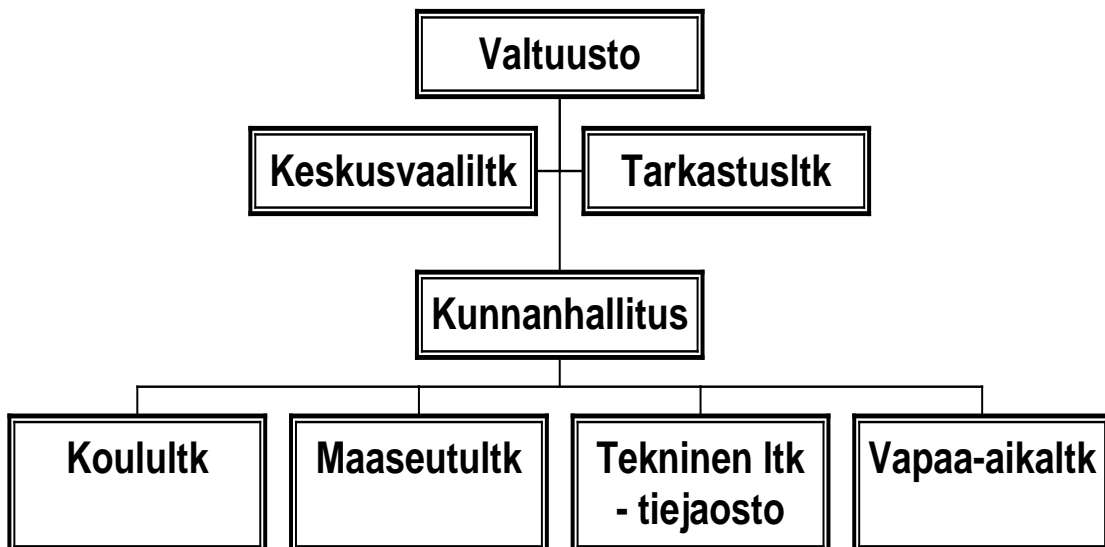 Valtuusto
Keskusvaaliltk
Tarkastusltk
Kunnanhallitus
Koulultk
Maaseutultk
Tekninen ltk
- tiejaosto
Vapaa-aikaltk